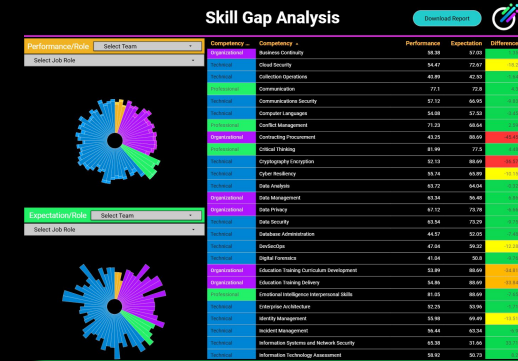 Skill Gap Analysis
Download Report
Performance/Role Select Team
Select Job Role
Expectation/Role Select Team
Select Job Role
Competency ... Competency Performance Expectation Difference
Organizational Business Continuity 58.38 57.03
Technical Cloud Security 54.47 72.67
Technical Collection Operations 40.89 42.53
Professional Communication 77.1 72.8
Technical Communications Security 57.12 66.95
Technical Computer Languages 54.08 57.53
Professional Conflict Management 71.23 68.64
Organizational Contracting Procurement 43.25 88.69
Professional Critical Thinking 81.99 77.5
Technical Cryptography Encryption 52.13 88.69
Technical Cyber Resiliency 55.74 65.89
Technical Data Analysis 63.72 64.04
Organizational Data Management 63.34 56.48
Organizational Data Privacy 67.12 73.78
Technical Data Security 63.54 73.29
Technical Database Administration 44.57 52.05
Technical DevSecOps 47.04 59.32
Technical Digital Forensics 41.04 50.8
Organizational Education Training Curriculum Development 53.89 88.69
Organizational Education Training Delivery 54.86 88.69
Professional Emotional Intelligence Interpersonal Skills 81.05 88.69
Technical Enterprise Architecture 32.25 53.96
Technical Identity Management 55.98 69.49
Technical Incident Management 56.44 63.34
Technical Information Systems and Network Security 65.38 31.66
Technical Information Technology Assessment 58.92 50.73